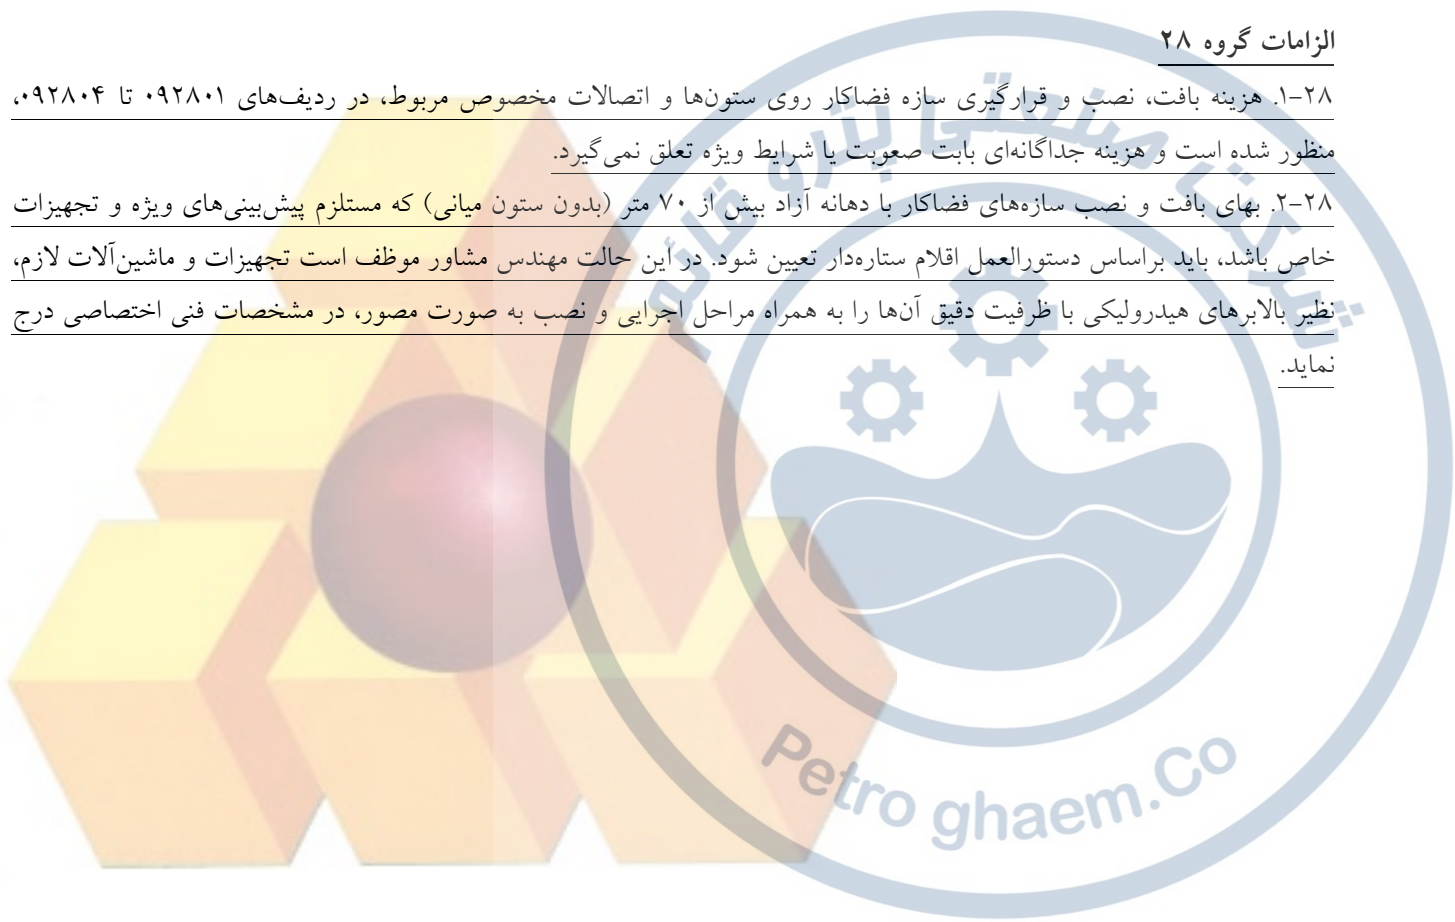 الزامات گروه ۲۸
۲۸-۱. هزینه بافت، نصب و قرارگیری سازه فضاکار روی ستون‌ها و اتصالات مخصوص مربوط، در ردیف‌های ۰۹۲۸۰۱ تا ۰۹۲۸۰۴،
منظور شده است و هزینه جداگانه‌ای بابت صعوبت یا شرایط ویژه تعلق نمی‌گیرد.
۲۸-۲. بهای بافت و نصب سازه‌های فضاکار با دهانه آزاد بیش از ۷۰ متر (بدون ستون میانی) که مستلزم پیش‌بینی‌های ویژه و تجهیزات
خاص باشد، باید براساس دستورالعمل اقلام ستاره‌دار تعیین شود. در این حالت مهندس مشاور موظف است تجهیزات و ماشین‌آلات لازم،
نظیر بالابرهای هیدرولیکی با ظرفیت دقیق آن‌ها را به همراه مراحل اجرایی و نصب به صورت مصور، در مشخصات فنی اختصاصی درج
نماید.
شرکت صنعتی پترو قائم
Petro ghaem.Co